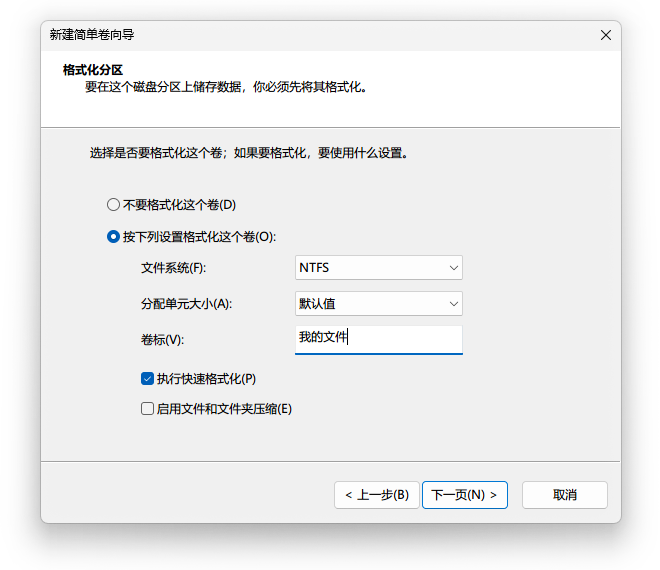 新建简单卷向导
格式化分区
要在这个磁盘分区上储存数据，你必须先将其格式化。
选择是否要格式化这个卷；如果要格式化，要使用什么设置。
不要格式化这个卷(D)
按下列设置格式化这个卷(O):
文件系统(F): NTFS
分配单元大小(A): 默认值
卷标(V): 我的文件
执行快速格式化(P)
启用文件和文件夹压缩(E)
< 上一步(B) 下一页(N) > 取消